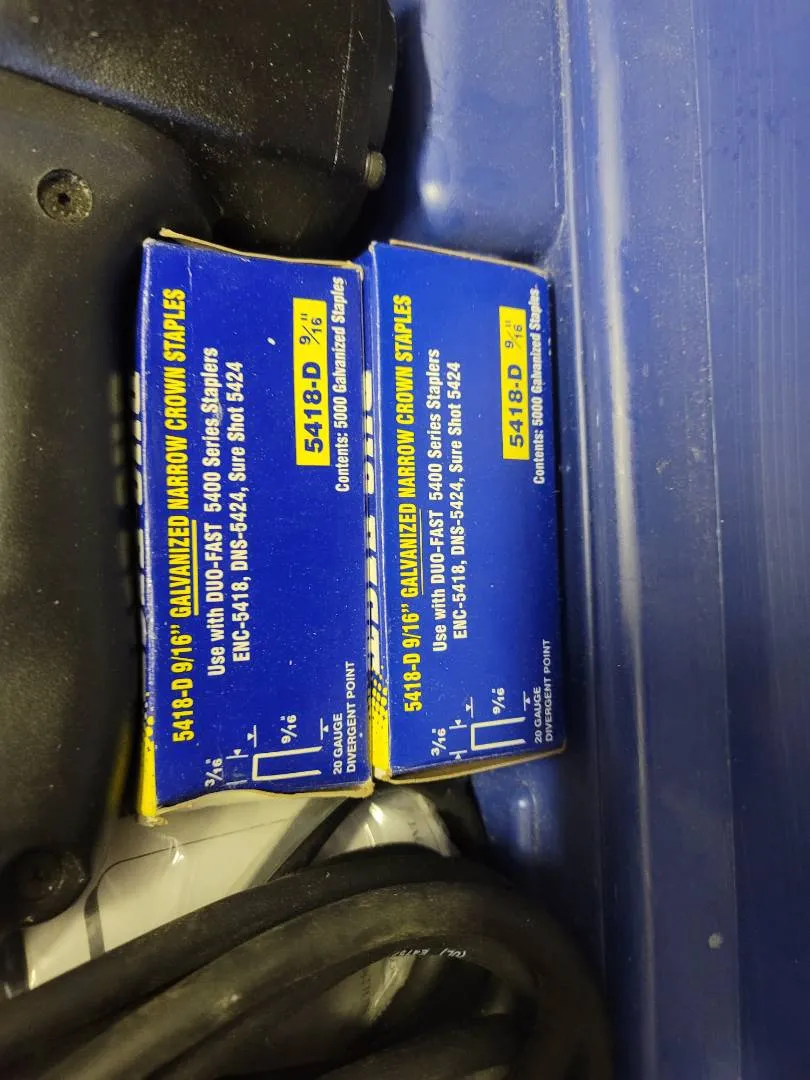 5418-D 9/16" GALVANIZED NARROW CROWN STAPLES
Use with DUO-FAST 5400 Series Staplers
ENC-5418, DNS-5424, Sure Shot 5424
5418-D 9/16"
Contents: 5000 Galvanized Staples
3/16"
9/16"
20 GAUGE
DIVERGENT POINT
5418-D 9/16" GALVANIZED NARROW CROWN STAPLES
Use with DUO-FAST 5400 Series Staplers
ENC-5418, DNS-5424, Sure Shot 5424
5418-D 9/16"
Contents: 5000 Galvanized Staples
3/16"
9/16"
20 GAUGE
DIVERGENT POINT